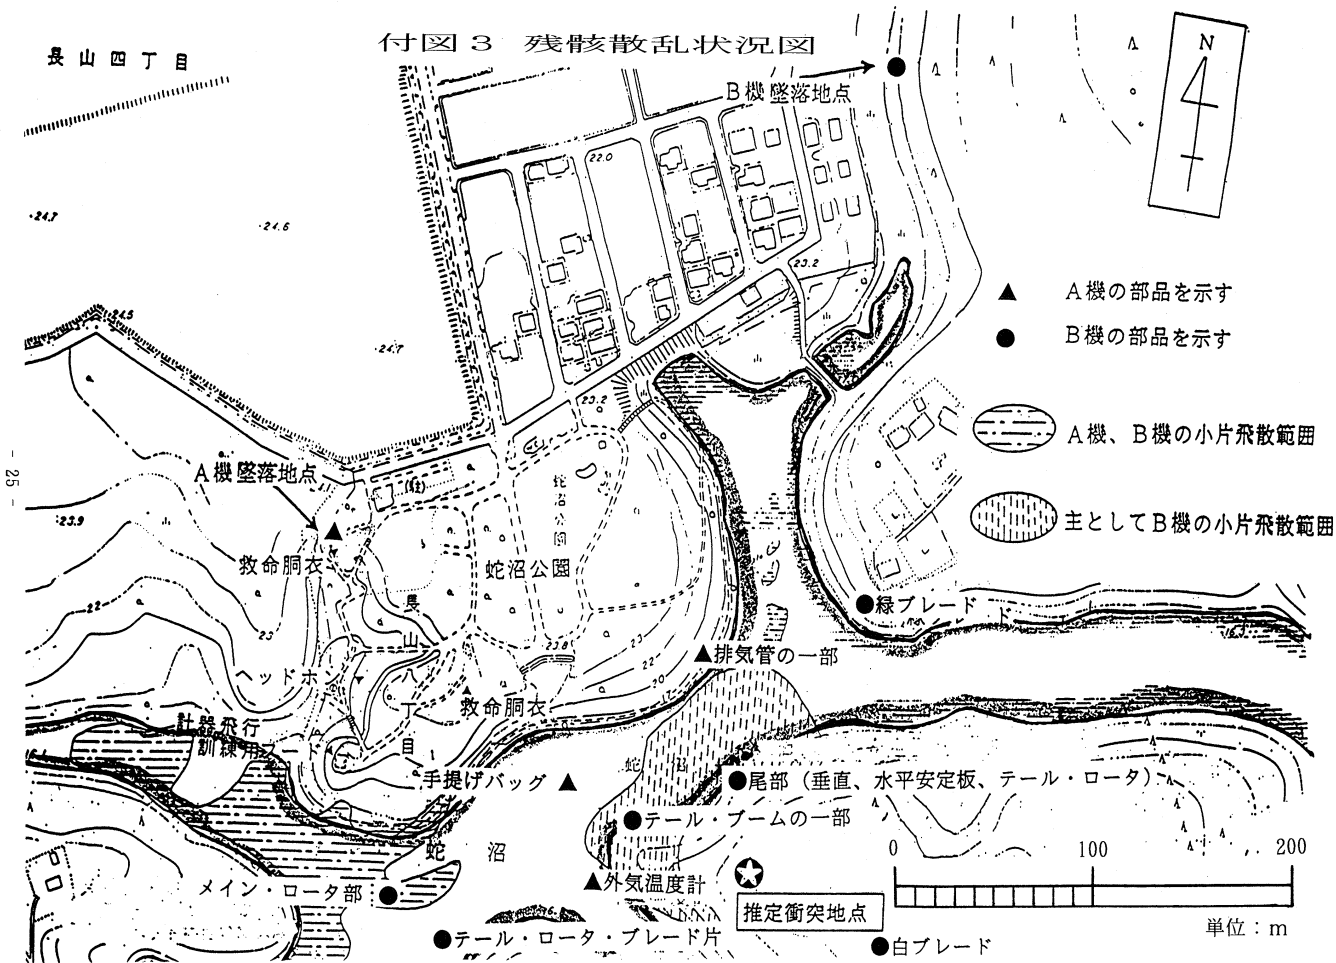 付図3 残骸散乱状況図
長山四丁目
B機墜落地点
N
22.0
24.7
24.6
23.2
24.5
24.7
▲ A機の部品を示す
● B機の部品を示す
A機、B機の小片飛散範囲
主としてB機の小片飛散範囲
23.2
A機墜落地点
- 25 -
23.9
蛇沼公園
救命胴衣
蛇沼公園
長山八丁目
22
23
●緑ブレード
16.3
23
22
23.0
▲排気管の一部
ヘッドホン
救命胴衣
計器飛行
訓練用フード
16.1
手提げバッグ▲
蛇沼
●尾部(垂直、水平安定板、テール・ロータ)
●テール・ブームの一部
蛇沼
0 100 200
単位:m
▲外気温度計
メイン・ロータ部●
推定衝突地点
●テール・ロータ・ブレード片
●白ブレード